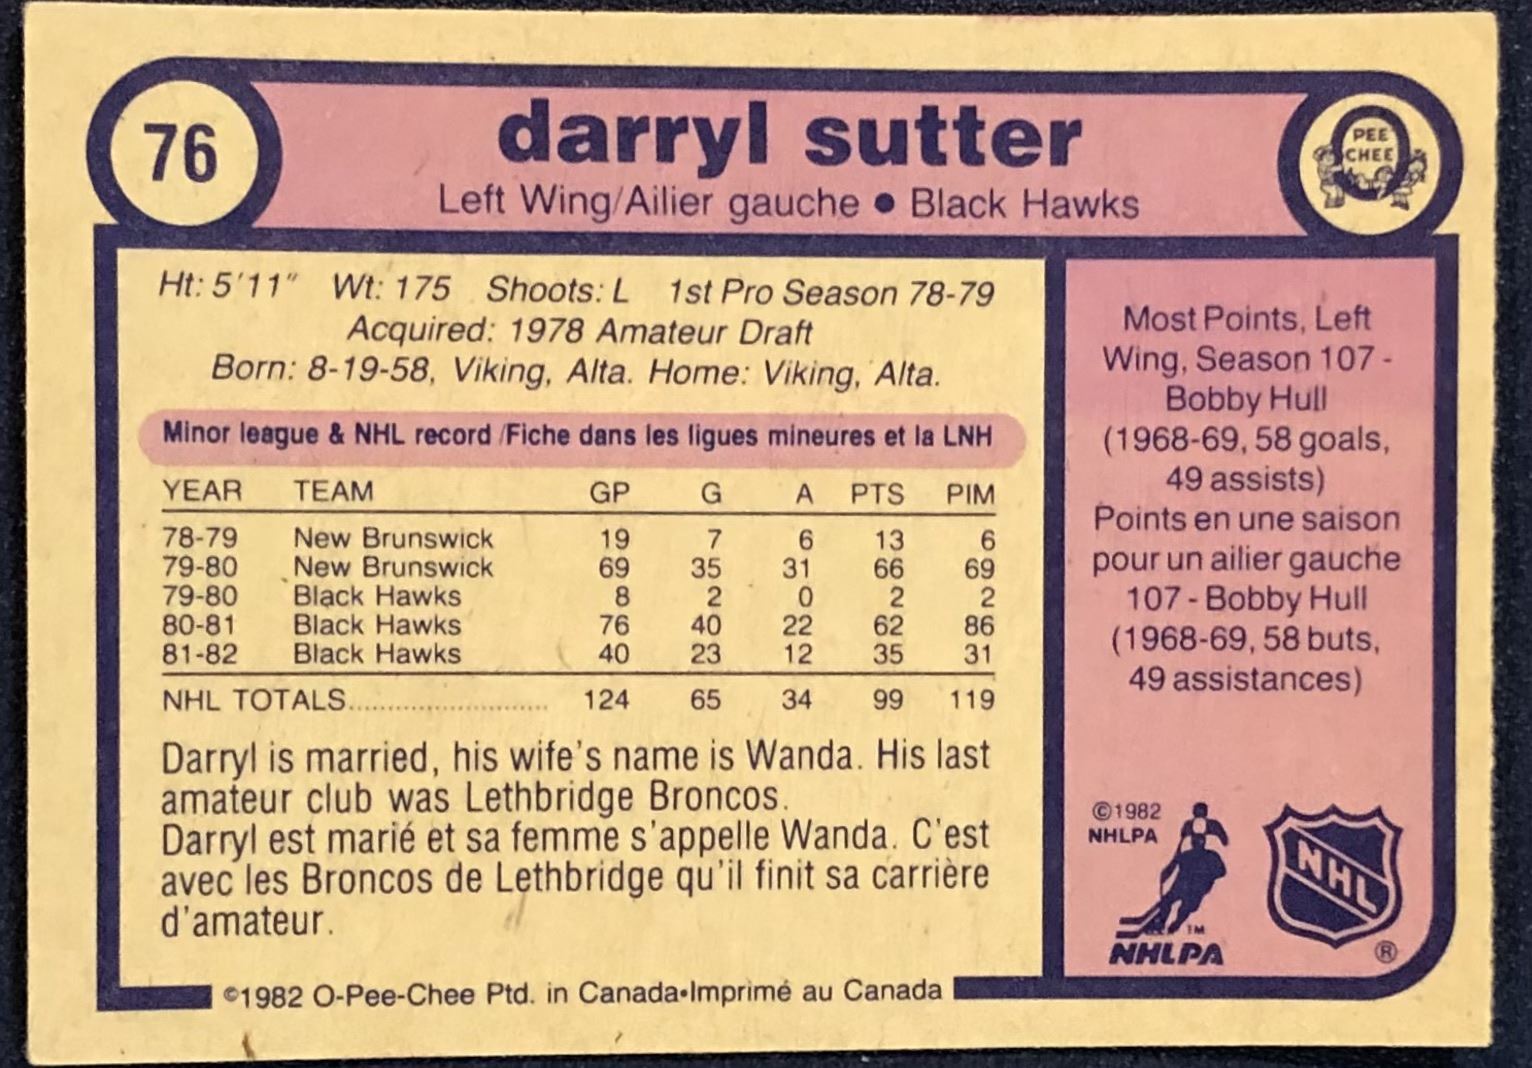 76
darryl sutter
Left Wing/Ailier gauche • Black Hawks
PEE
CHEE
Ht: 5'11" Wt: 175 Shoots: L 1st Pro Season 78-79
Acquired: 1978 Amateur Draft
Born: 8-19-58, Viking, Alta. Home: Viking, Alta.
Minor league & NHL record /Fiche dans les ligues mineures et la LNH
YEAR TEAM GP G A PTS PIM
78-79 New Brunswick 19 7 6 13 6
79-80 New Brunswick 69 35 31 66 69
79-80 Black Hawks 8 2 0 2 2
80-81 Black Hawks 76 40 22 62 86
81-82 Black Hawks 40 23 12 35 31
NHL TOTALS.......................... 124 65 34 99 119
Darryl is married, his wife's name is Wanda. His last
amateur club was Lethbridge Broncos.
Darryl est marié et sa femme s'appelle Wanda. C'est
avec les Broncos de Lethbridge qu'il finit sa carrière
d'amateur.
Most Points, Left
Wing, Season 107 -
Bobby Hull
(1968-69, 58 goals,
49 assists)
Points en une saison
pour un ailier gauche
107 - Bobby Hull
(1968-69, 58 buts,
49 assistances)
©1982
NHLPA
TM
NHLPA
NHL
®
©1982 O-Pee-Chee Ptd. in Canada•Imprimé au Canada